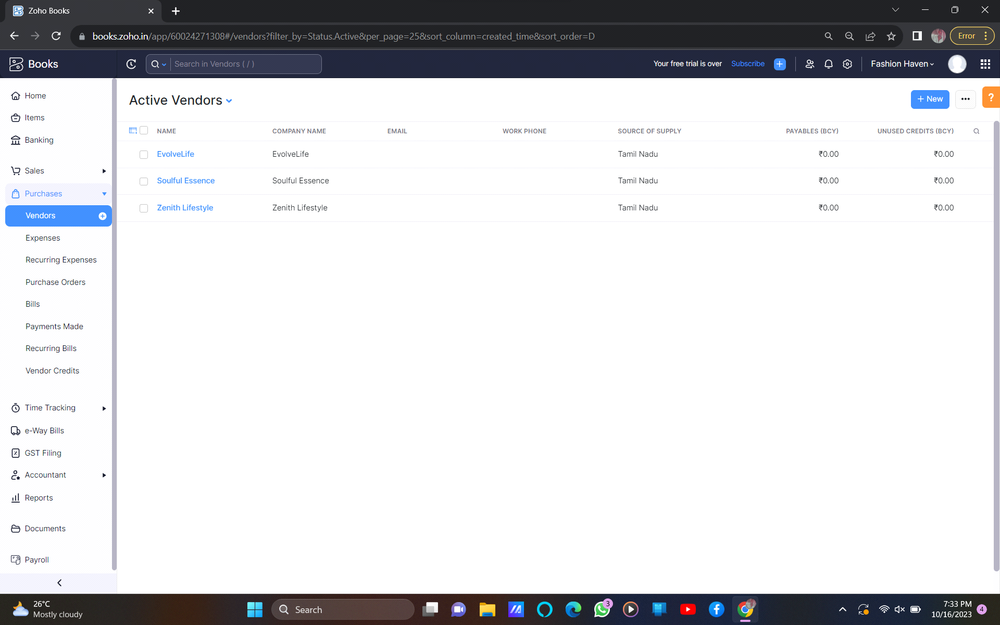 Zoho Books
books.zoho.in/app/60024271308#/vendors?filter_by=Status.Active&per_page=25&sort_column=created_time&sort_order=D
Error
Books
Search in Vendors ( / )
Your free trial is over Subscribe
Fashion Haven
Home
Items
Banking
Sales
Purchases
Vendors
Expenses
Recurring Expenses
Purchase Orders
Bills
Payments Made
Recurring Bills
Vendor Credits
Time Tracking
e-Way Bills
GST Filing
Accountant
Reports
Documents
Payroll
Active Vendors
+ New
?
NAME COMPANY NAME EMAIL WORK PHONE SOURCE OF SUPPLY PAYABLES (BCY) UNUSED CREDITS (BCY)
EvolveLife EvolveLife Tamil Nadu ₹0.00 ₹0.00
Soulful Essence Soulful Essence Tamil Nadu ₹0.00 ₹0.00
Zenith Lifestyle Zenith Lifestyle Tamil Nadu ₹0.00 ₹0.00
26°C
Mostly cloudy
Search
3
7:33 PM
10/16/2023
4